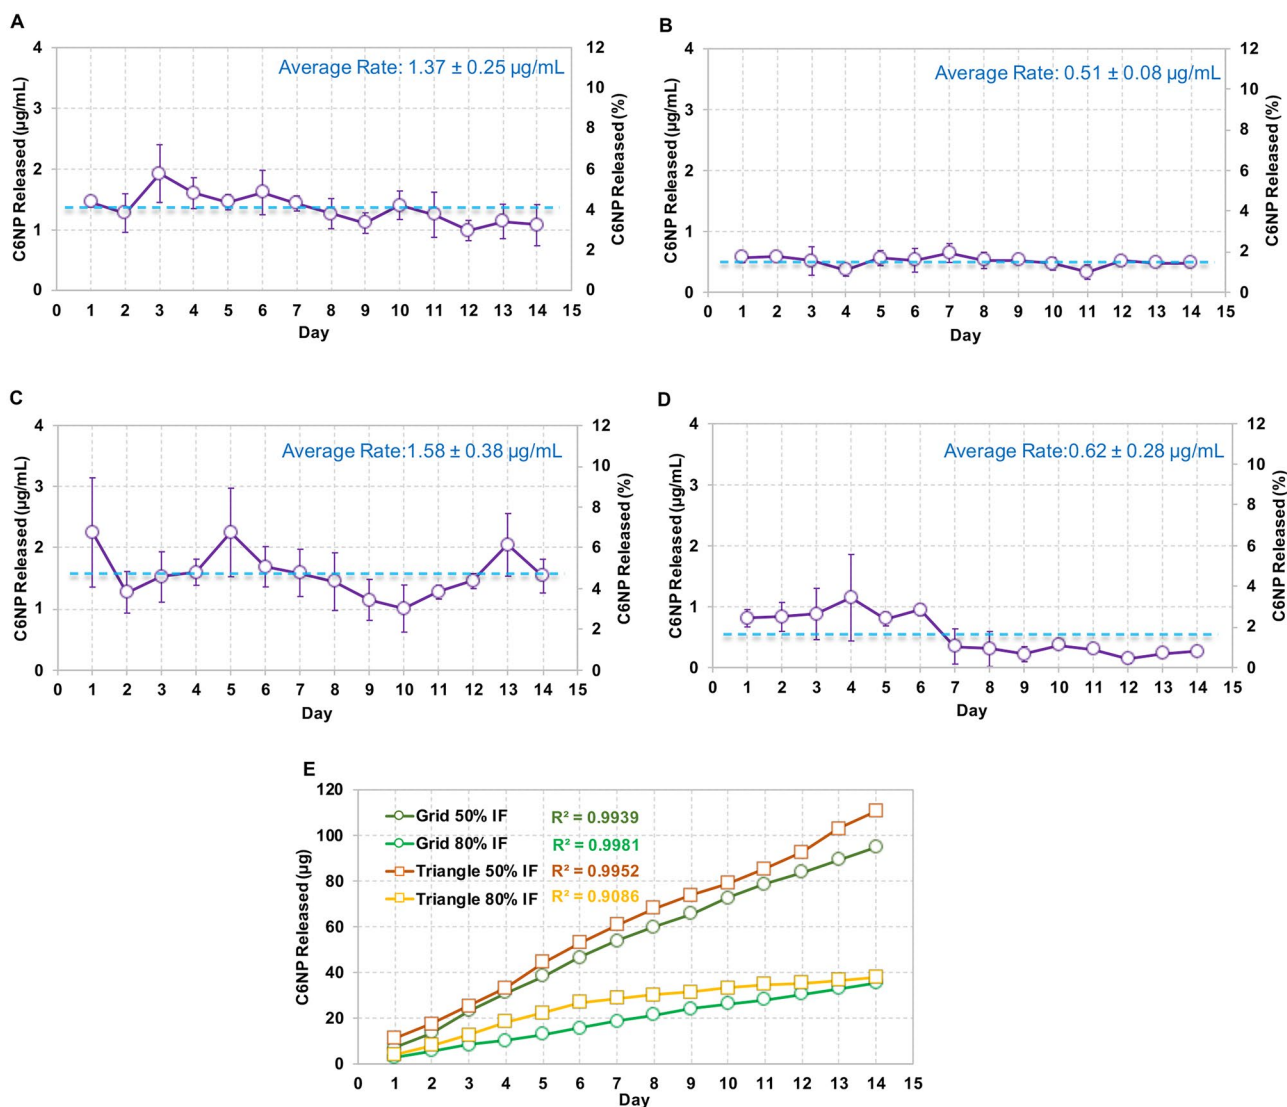 A
Average Rate: 1.37 ± 0.25 µg/mL
C6NP Released (µg/mL)
4
3
2
1
0
C6NP Released (%)
12
10
8
6
4
2
0
0 1 2 3 4 5 6 7 8 9 10 11 12 13 14 15
Day
B
Average Rate: 0.51 ± 0.08 µg/mL
C6NP Released (µg/mL)
4
3
2
1
0
C6NP Released (%)
12
10
8
6
4
2
0
0 1 2 3 4 5 6 7 8 9 10 11 12 13 14 15
Day
C
Average Rate:1.58 ± 0.38 µg/mL
C6NP Released (µg/mL)
4
3
2
1
0
C6NP Released (%)
12
10
8
6
4
2
0
0 1 2 3 4 5 6 7 8 9 10 11 12 13 14 15
Day
D
Average Rate:0.62 ± 0.28 µg/mL
C6NP Released (µg/mL)
4
3
2
1
0
C6NP Released (%)
12
10
8
6
4
2
0
0 1 2 3 4 5 6 7 8 9 10 11 12 13 14 15
Day
E
C6NP Released (µg)
120
100
80
60
40
20
0
Grid 50% IF R² = 0.9939
Grid 80% IF R² = 0.9981
Triangle 50% IF R² = 0.9952
Triangle 80% IF R² = 0.9086
0 1 2 3 4 5 6 7 8 9 10 11 12 13 14 15
Day